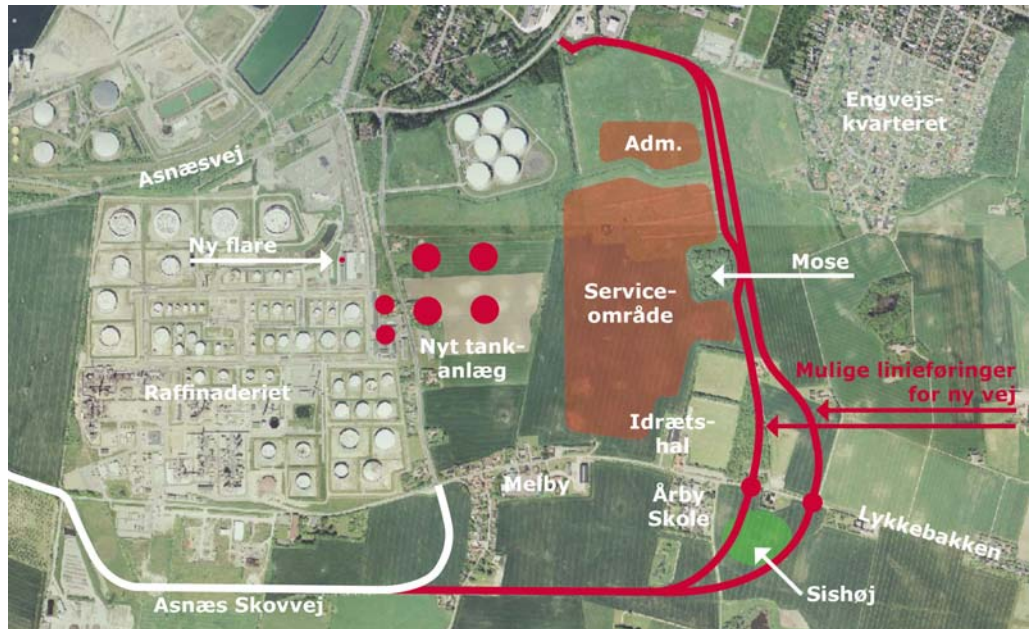 Engvejs-
kvarteret
Adm.
Asnæsvej
Ny flare
Mose
Service-
område
Nyt tank-
anlæg
Mulige linieføringer
for ny vej
Raffinaderiet
Idræts-
hal
Melby
Årby
Skole
Lykkebakken
Sishøj
Asnæs Skovvej